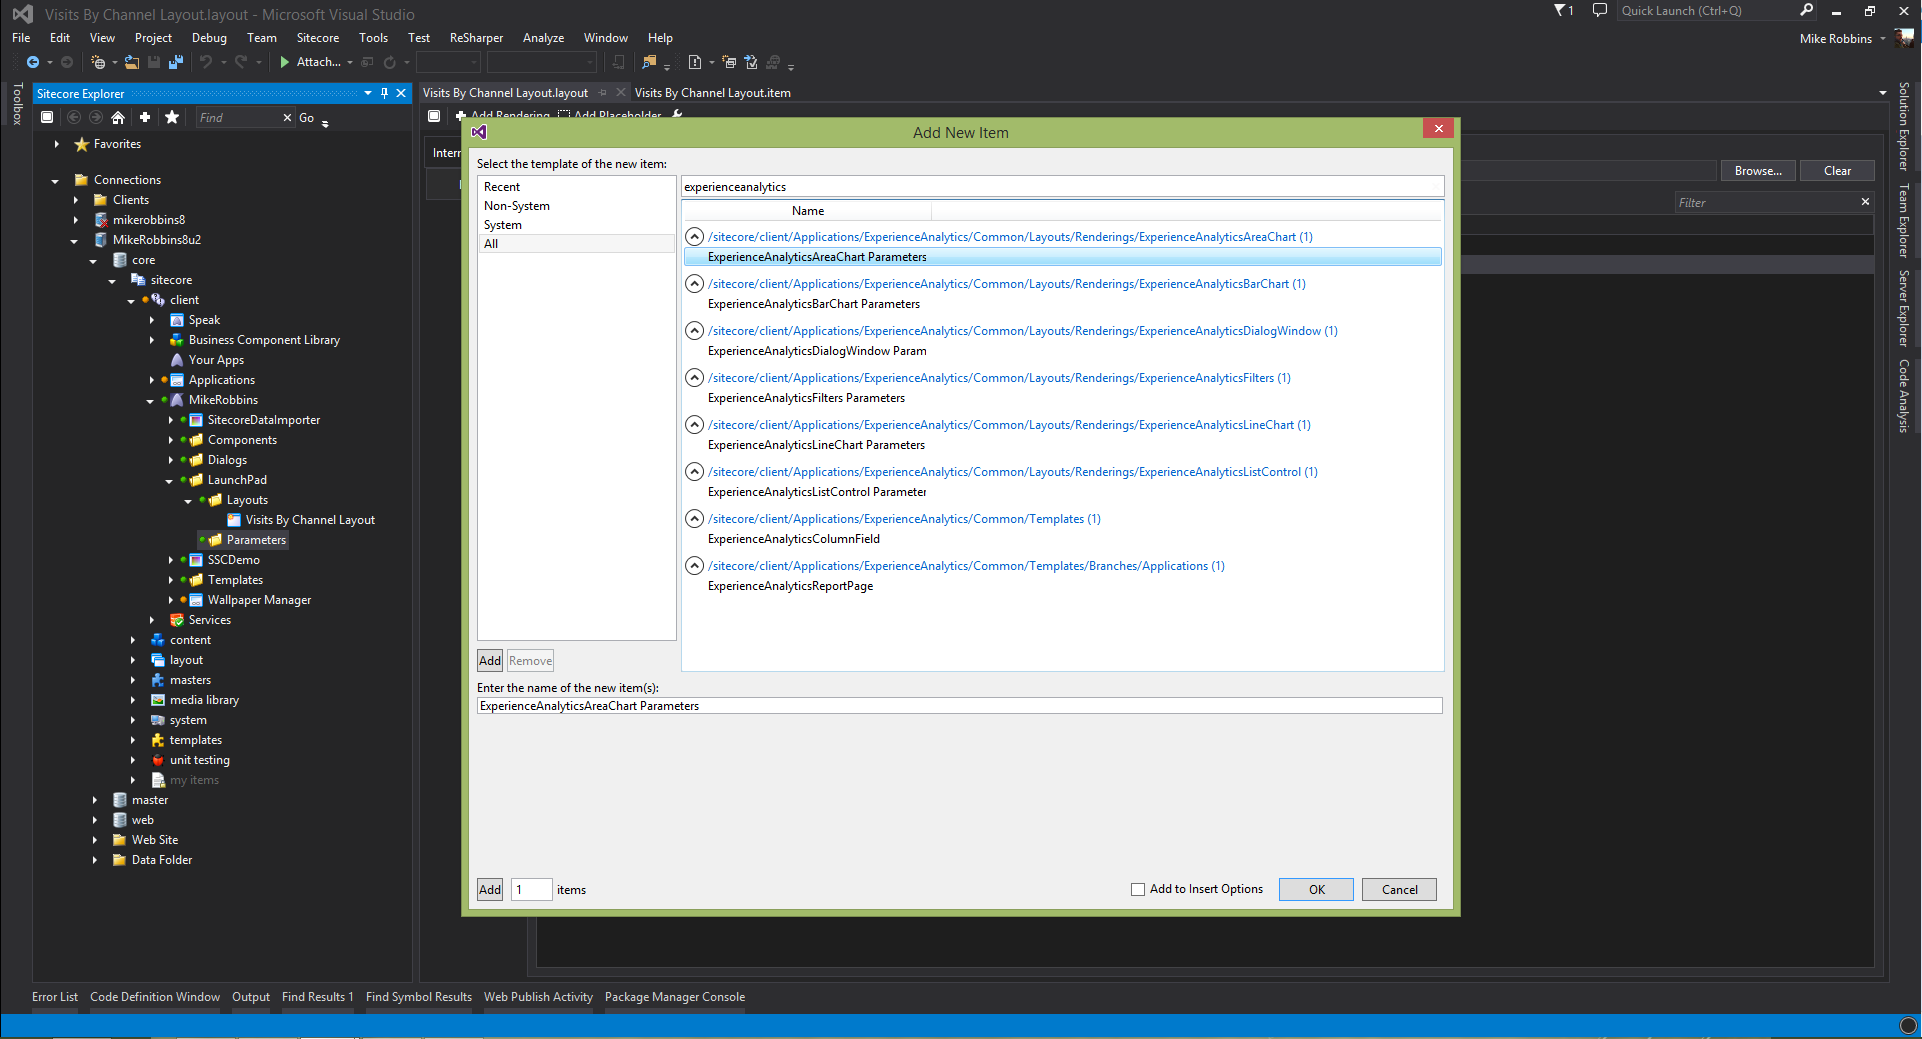 Visits By Channel Layout.layout - Microsoft Visual Studio
1
Quick Launch (Ctrl+Q)
File Edit View Project Debug Team Sitecore Tools Test ReSharper Analyze Window Help
Mike Robbins
Attach...
Toolbox
Sitecore Explorer
Find
Go
Favorites
Connections
Clients
mikerobbins8
MikeRobbins8u2
core
sitecore
client
Speak
Business Component Library
Your Apps
Applications
MikeRobbins
SitecoreDataImporter
Components
Dialogs
LaunchPad
Layouts
Visits By Channel Layout
Parameters
SSCDemo
Templates
Wallpaper Manager
Services
content
layout
masters
media library
system
templates
unit testing
my items
master
web
Web Site
Data Folder
Visits By Channel Layout.layout
Visits By Channel Layout.item
Add Rendering
Add Placeholder
Intern
Browse...
Clear
Filter
Solution Explorer
Team Explorer
Server Explorer
Code Analysis
Add New Item
Select the template of the new item:
Recent
Non-System
System
All
experienceanalytics
Name
/sitecore/client/Applications/ExperienceAnalytics/Common/Layouts/Renderings/ExperienceAnalyticsAreaChart (1)
ExperienceAnalyticsAreaChart Parameters
/sitecore/client/Applications/ExperienceAnalytics/Common/Layouts/Renderings/ExperienceAnalyticsBarChart (1)
ExperienceAnalyticsBarChart Parameters
/sitecore/client/Applications/ExperienceAnalytics/Common/Layouts/Renderings/ExperienceAnalyticsDialogWindow (1)
ExperienceAnalyticsDialogWindow Param
/sitecore/client/Applications/ExperienceAnalytics/Common/Layouts/Renderings/ExperienceAnalyticsFilters (1)
ExperienceAnalyticsFilters Parameters
/sitecore/client/Applications/ExperienceAnalytics/Common/Layouts/Renderings/ExperienceAnalyticsLineChart (1)
ExperienceAnalyticsLineChart Parameters
/sitecore/client/Applications/ExperienceAnalytics/Common/Layouts/Renderings/ExperienceAnalyticsListControl (1)
ExperienceAnalyticsListControl Parameter
/sitecore/client/Applications/ExperienceAnalytics/Common/Templates (1)
ExperienceAnalyticsColumnField
/sitecore/client/Applications/ExperienceAnalytics/Common/Templates/Branches/Applications (1)
ExperienceAnalyticsReportPage
Add Remove
Enter the name of the new item(s):
ExperienceAnalyticsAreaChart Parameters
Add 1 items
Add to Insert Options
OK
Cancel
Error List Code Definition Window Output Find Results 1 Find Symbol Results Web Publish Activity Package Manager Console